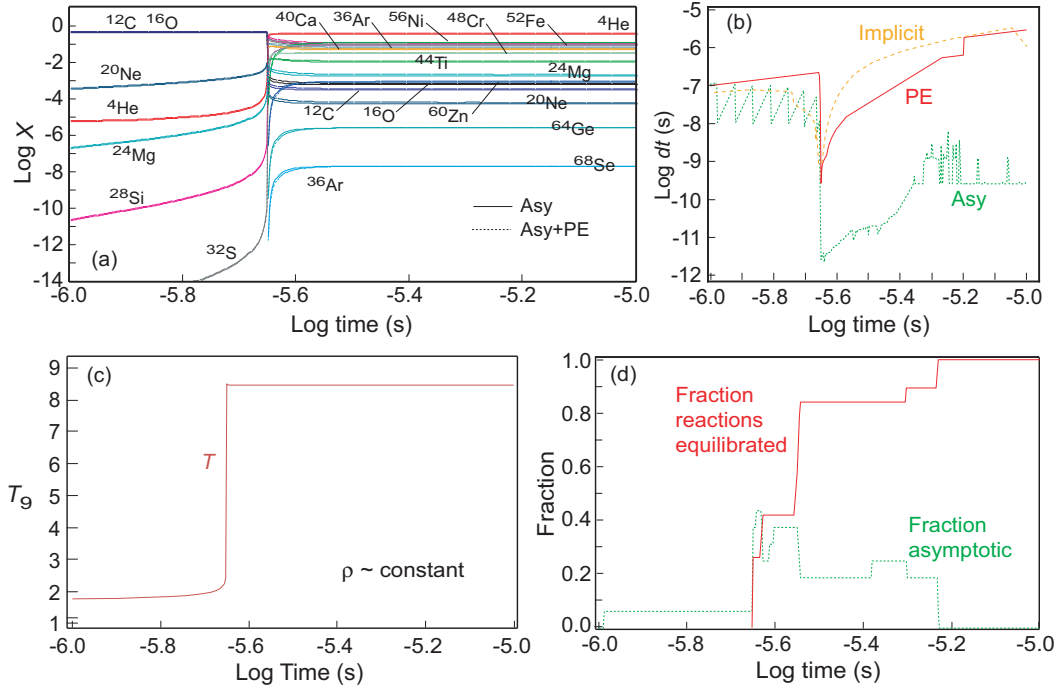 12C 16O
40Ca 36Ar 56Ni 48Cr 52Fe 4He
20Ne
44Ti
24Mg
4He
12C 16O 60Zn 20Ne
24Mg
64Ge
28Si
36Ar
68Se
32S
Asy
Asy+PE
(a)
0
-2
-4
-6
-8
-10
-12
-14
Log X
-6.0 -5.8 -5.6 -5.4 -5.2 -5.0
Log time (s)
(b)
Implicit
PE
Asy
-5
-6
-7
-8
-9
-10
-11
-12
Log dt (s)
-6.0 -5.8 -5.6 -5.4 -5.2 -5.0
Log time (s)
(c)
T
ρ ~ constant
9
8
7
6
5
4
3
2
1
T9
-6.0 -5.8 -5.6 -5.4 -5.2 -5.0
Log Time (s)
(d)
Fraction
reactions
equilibrated
Fraction
asymptotic
1.0
0.8
0.6
0.4
0.2
0.0
Fraction
-6.0 -5.8 -5.6 -5.4 -5.2 -5.0
Log time (s)